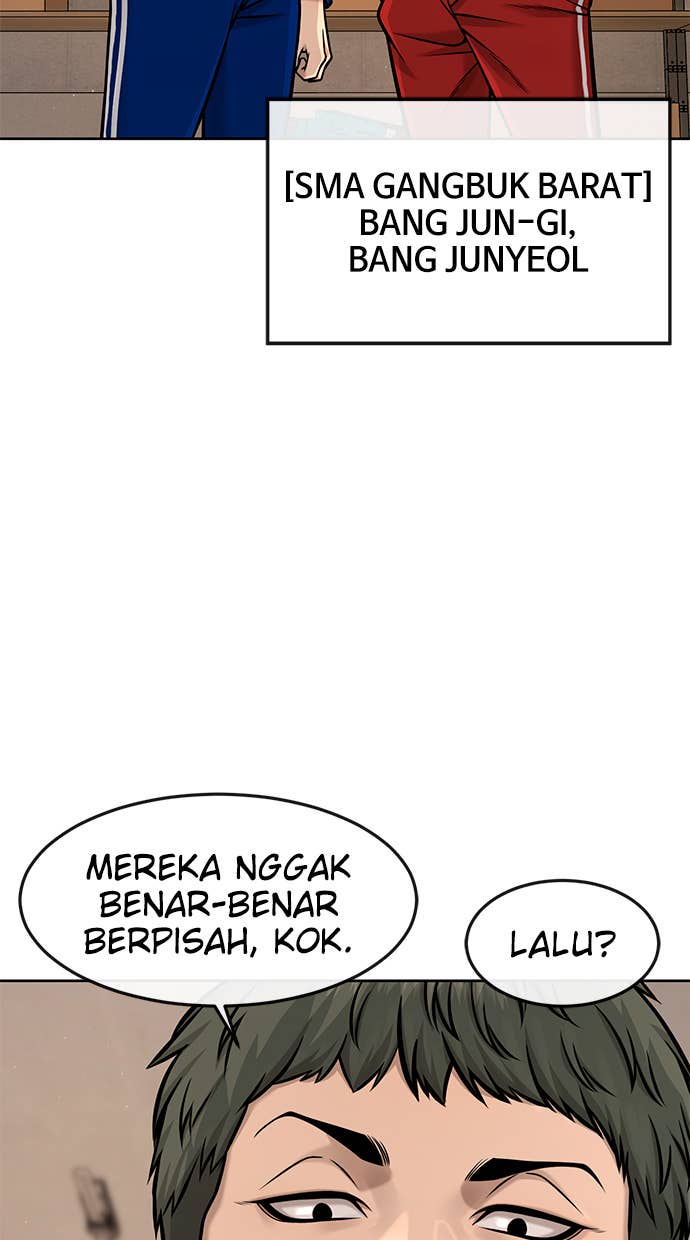 [SMA GANGBUK BARAT]
BANG JUN-GI,
BANG JUNYEOL
MEREKA NGGAK
BENAR-BENAR
BERPISAH, KOK.
LALU?